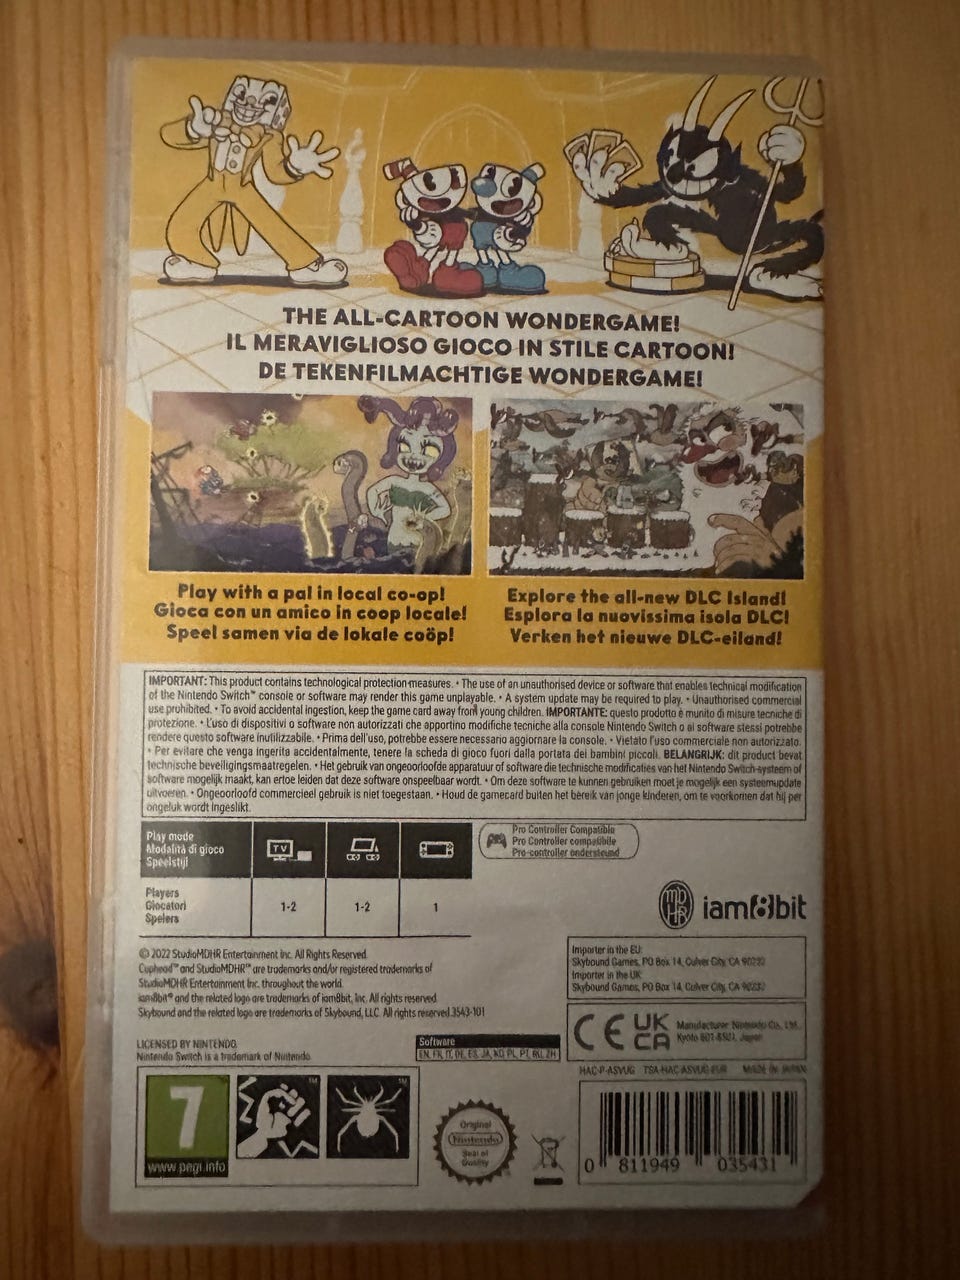 THE ALL-CARTOON WONDERGAME!
IL MERAVIGLIOSO GIOCO IN STILE CARTOON!
DE TEKENFILMACHTIGE WONDERGAME!
Play with a pal in local co-op!
Gioca con un amico in coop locale!
Speel samen via de lokale coöp!
Explore the all-new DLC Island!
Esplora la nuovissima isola DLC!
Verken het nieuwe DLC-eiland!
IMPORTANT: This product contains technological protection measures. • The use of an unauthorised device or software that enables technical modification
of the Nintendo Switch™ console or software may render this game unplayable. • A system update may be required to play. • Unauthorised commercial
use prohibited. • To avoid accidental ingestion, keep the game card away from young children. IMPORTANTE: questo prodotto è munito di misure tecniche di
protezione. • L'uso di dispositivi o software non autorizzati che apportino modifiche tecniche alla console Nintendo Switch o ai software stessi potrebbe
rendere questo software inutilizzabile. • Prima dell'uso, potrebbe essere necessario aggiornare la console. • Vietato l'uso commerciale non autorizzato.
• Per evitare che venga ingerita accidentalmente, tenere la scheda di gioco fuori dalla portata dei bambini piccoli. BELANGRIJK: dit product bevat
technische beveiligingsmaatregelen. • Het gebruik van ongeoorloofde apparatuur of software die technische modificaties van het Nintendo Switch-systeem of
software mogelijk maakt, kan ertoe leiden dat deze software onspeelbaar wordt. • Om deze software te kunnen gebruiken moet je mogelijk een systeemupdate
uitvoeren. • Ongeoorloofd commercieel gebruik is niet toegestaan. • Houd de gamecard buiten het bereik van jonge kinderen, om te voorkomen dat hij per
ongeluk wordt ingeslikt.
Play mode
Modalità di gioco
Speelstijl
TV
Pro Controller Compatible
Pro Controller compatibile
Pro-controller ondersteund
Players
Giocatori
Spelers
1-2
1-2
1
MDHR
iam8bit
© 2022 StudioMDHR Entertainment Inc. All Rights Reserved.
Cuphead™ and StudioMDHR™ are trademarks and/or registered trademarks of
StudioMDHR Entertainment Inc. throughout the world.
iam8bit® and the related logo are trademarks of iam8bit, Inc. All rights reserved.
Skybound and the related logo are trademarks of Skybound, LLC. All rights reserved.3543-101
Importer in the EU:
Skybound Games, PO Box 14, Culver City, CA 90232
Importer in the UK:
Skybound Games, PO Box 14, Culver City, CA 90232
CE
UK
CA
Manufacturer: Nintendo Co., Ltd.,
Kyoto 601-8501, Japan
LICENSED BY NINTENDO.
Nintendo Switch is a trademark of Nintendo.
Software
EN, FR, IT, DE, ES, JA, KO, PL, PT, RU, ZH
HAC-P-ASVUG TSA-HAC-ASVUG-EUR MADE IN JAPAN
7
www.pegi.info
TM
TM
Original
Nintendo
Seal of
Quality
0 811949 035431